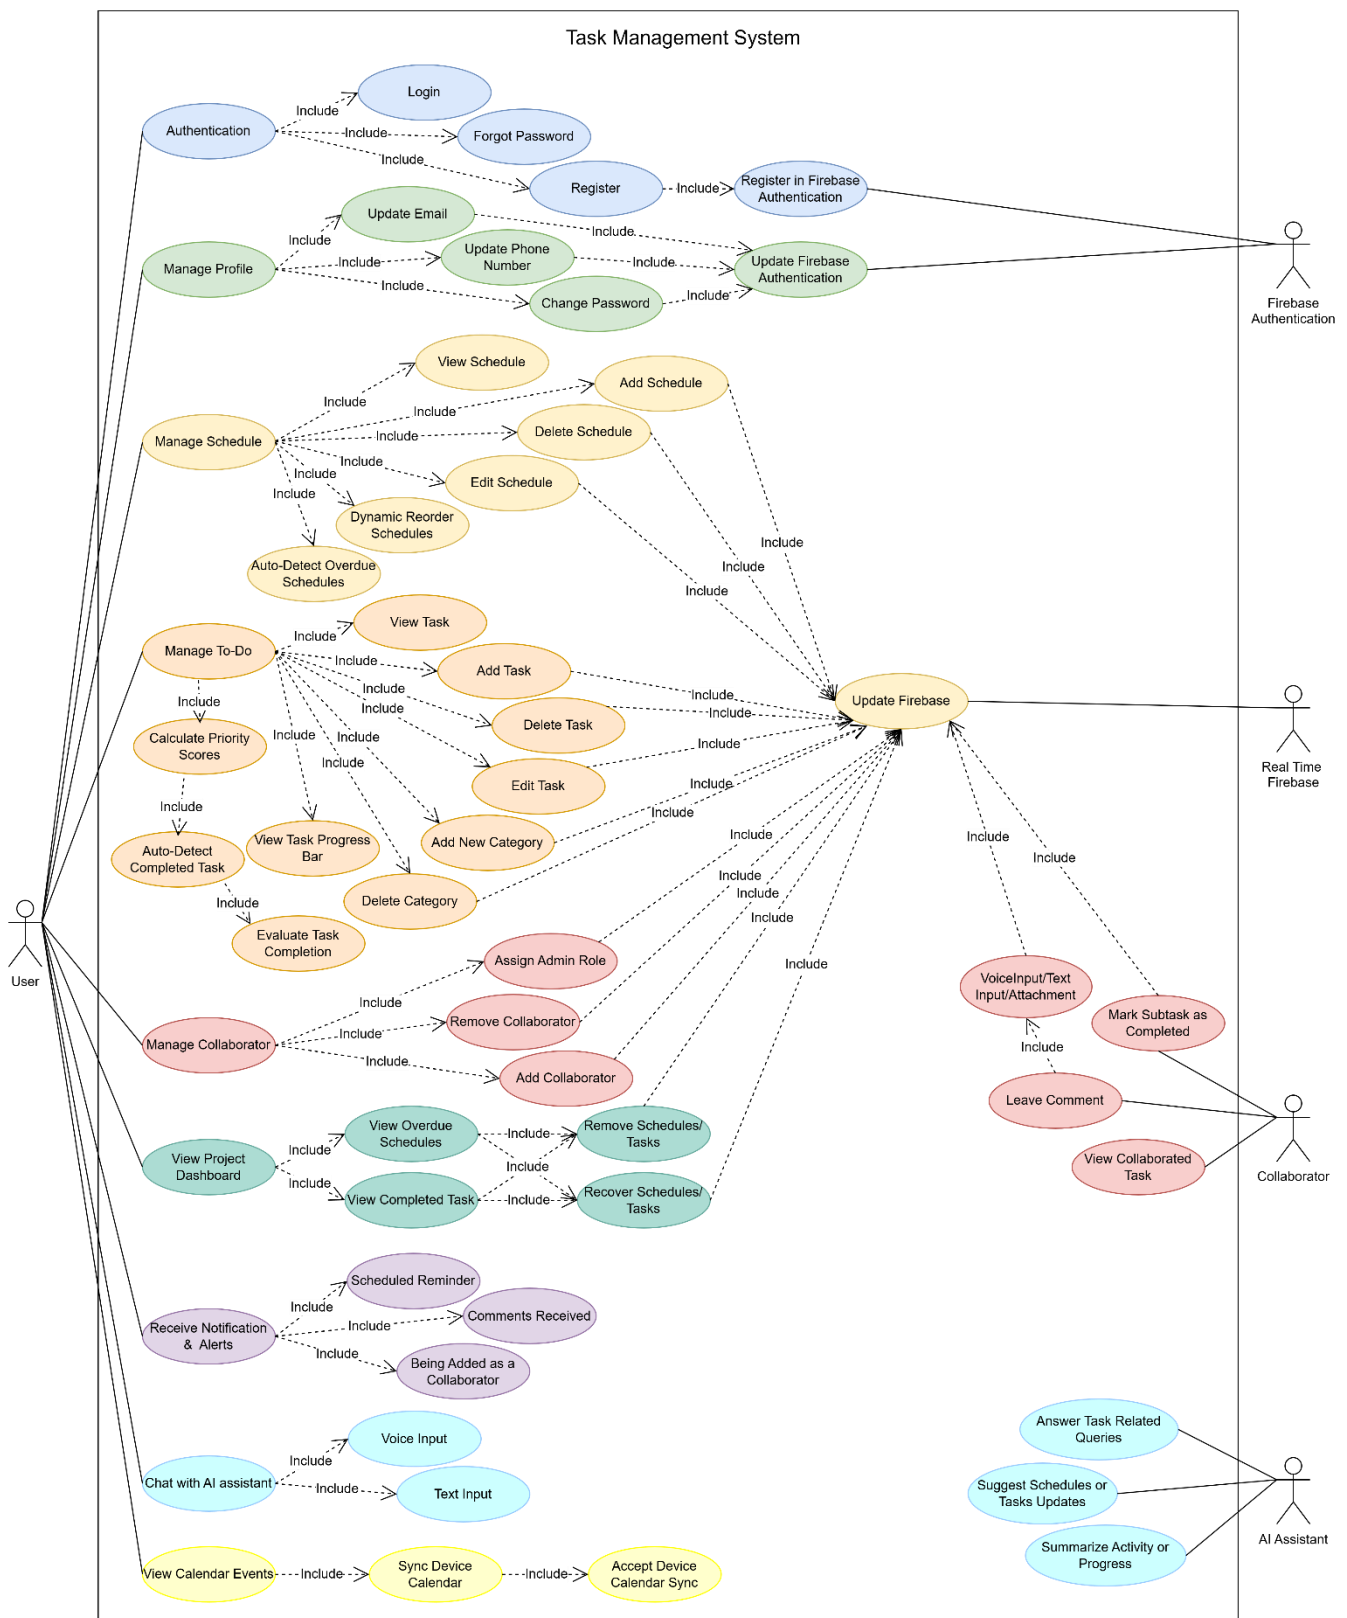 Task Management System
Login
Include
Authentication
Include
Forgot Password
Include
Register
Include
Register in Firebase
Authentication
Update Email
Include
Include
Manage Profile
Include
Update Phone
Number
Include
Update Firebase
Authentication
Include
Change Password
Include
Firebase
Authentication
View Schedule
Include
Add Schedule
Include
Manage Schedule
Include
Delete Schedule
Include
Edit Schedule
Include
Include
Dynamic Reorder
Schedules
Auto-Detect Overdue
Schedules
Include
Include
Include
View Task
Include
Manage To-Do
Include
Add Task
Include
Include
Delete Task
Include
Include
Include
Edit Task
Include
Update Firebase
Real Time
Firebase
Calculate Priority
Scores
Include
Include
Include
Include
Include
Add New Category
View Task Progress
Bar
Auto-Detect
Completed Task
Delete Category
Include
Evaluate Task
Completion
User
Include
Include
Include
Include
Include
Include
Include
Assign Admin Role
Include
Remove Collaborator
Include
Manage Collaborator
Include
Add Collaborator
VoiceInput/Text
Input/Attachment
Mark Subtask as
Completed
Include
Leave Comment
View Collaborated
Task
Collaborator
View Overdue
Schedules
Include
Remove Schedules/
Tasks
Include
View Project
Dashboard
Include
Include
View Completed Task
Include
Recover Schedules/
Tasks
Scheduled Reminder
Include
Comments Received
Include
Receive Notification
& Alerts
Include
Being Added as a
Collaborator
Voice Input
Include
Chat with AI assistant
Include
Text Input
Answer Task Related
Queries
Suggest Schedules or
Tasks Updates
Summarize Activity or
Progress
AI Assistant
View Calendar Events
Include
Sync Device
Calendar
Include
Accept Device
Calendar Sync